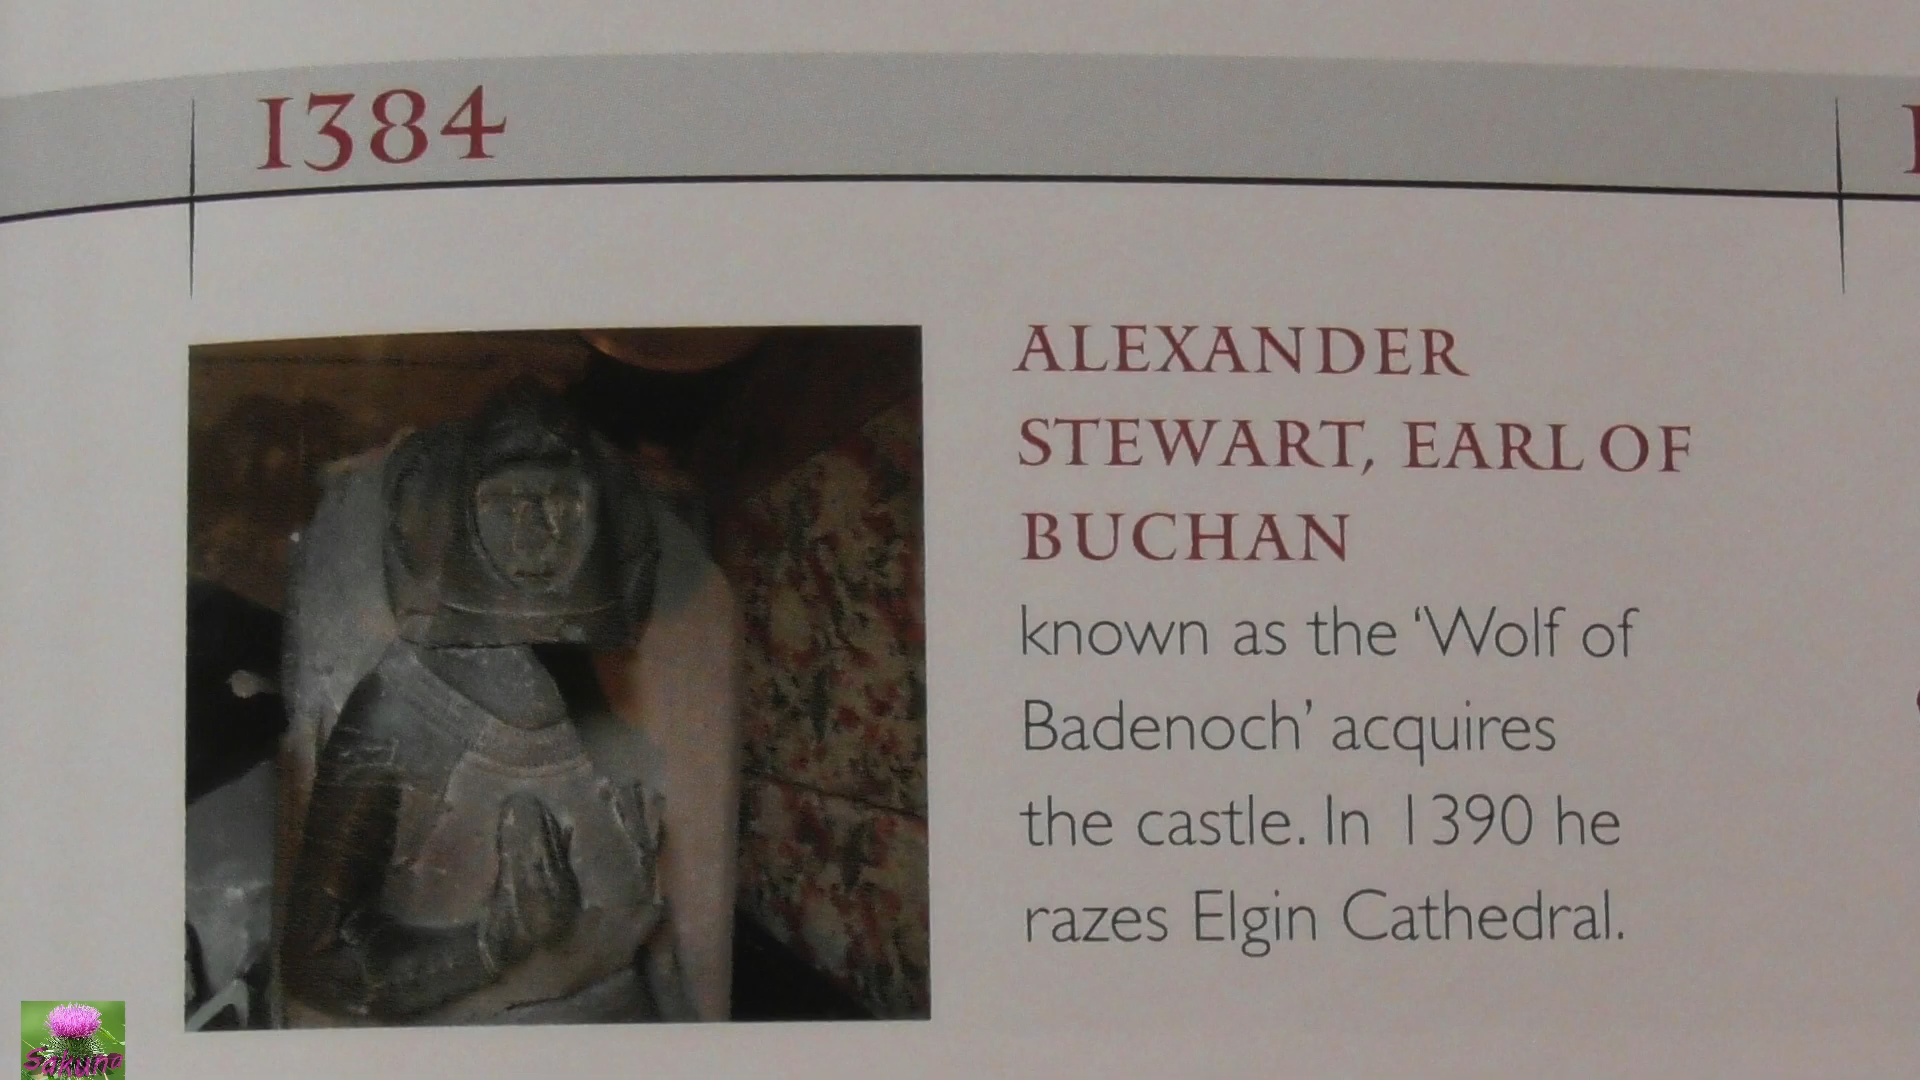 1384
ALEXANDER
STEWART, EARL OF
BUCHAN
known as the ‘Wolf of
Badenoch’ acquires
the castle. In 1390 he
razes Elgin Cathedral.
Sakuna